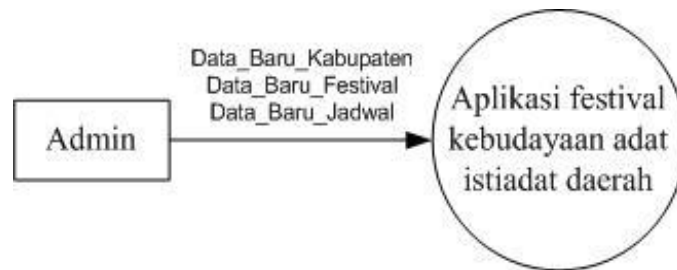 Data_Baru_Kabupaten
Data_Baru_Festival
Data_Baru_Jadwal
Admin
Aplikasi festival
kebudayaan adat
istiadat daerah